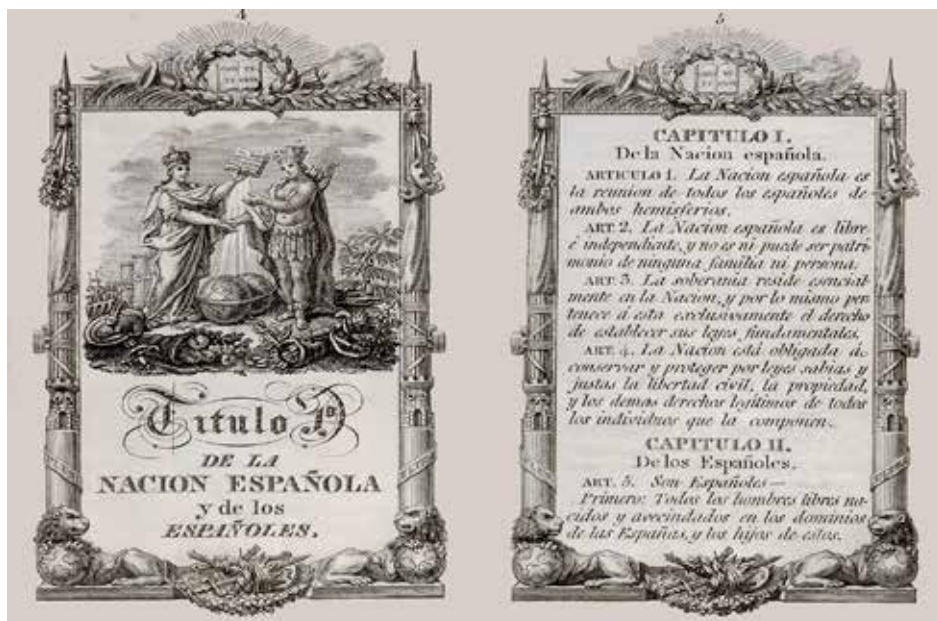 4
Titulo Iº
DE LA
NACION ESPAÑOLA
y de los
ESPAÑOLES.
5
CAPITULO I.
De la Nacion española.
ARTICULO 1. La Nacion española es
la reunion de todos los españoles de
ambos hemisferios.
ART. 2. La Nacion española es libre
é independiente, y no es ni puede ser patri-
monio de ninguna familia ni persona.
ART. 3. La soberania reside esencial-
mente en la Nacion, y por lo mismo per-
tenece á esta exclusivamente el derecho
de establecer sus leyes fundamentales.
ART. 4. La Nacion está obligada á
conservar y proteger por leyes sabias y
justas la libertad civil, la propiedad,
y los demas derechos legitimos de todos
los individuos que la componen.
CAPITULO II.
De los Españoles.
ART. 5. Son Españoles—
Primero: Todos los hombres libres na-
cidos y avecindados en los dominios
de las Españas, y los hijos de estos.